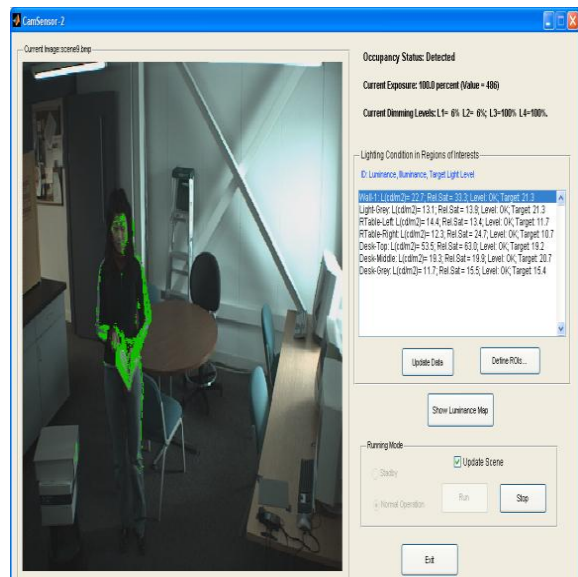 CamSensor-2
Current Image:scene9.bmp
Occupancy Status: Detected
Current Exposure: 100.0 percent (Value = 486)
Current Dimming Levels: L1= 6% L2= 6%; L3=100% L4=100%.
Lighting Condition in Regions of Interests
ID: Luminance, Illuminance, Target Light Level
Wall-1: L(cd/m2)= 22.7; Rel.Sat = 33.3; Level: OK; Target: 21.3
Light-Grey: L(cd/m2)= 13.1; Rel.Sat = 13.9; Level: OK; Target: 21.3
RTable-Left: L(cd/m2)= 14.4; Rel.Sat = 13.4; Level: OK; Target: 11.7
RTable-Right: L(cd/m2)= 12.3; Rel.Sat = 24.7; Level: OK; Target: 10.7
Desk-Top: L(cd/m2)= 53.5; Rel.Sat = 63.0; Level: OK; Target: 19.2
Desk-Middle: L(cd/m2)= 19.3; Rel.Sat = 19.9; Level: OK; Target: 20.7
Desk-Grey: L(cd/m2)= 11.7; Rel.Sat = 15.5; Level: OK; Target: 15.4
Update Data
Define ROIs...
Show Luminance Map
Running Mode
Update Scene
Stadby
Normal Operation
Run
Stop
Exit